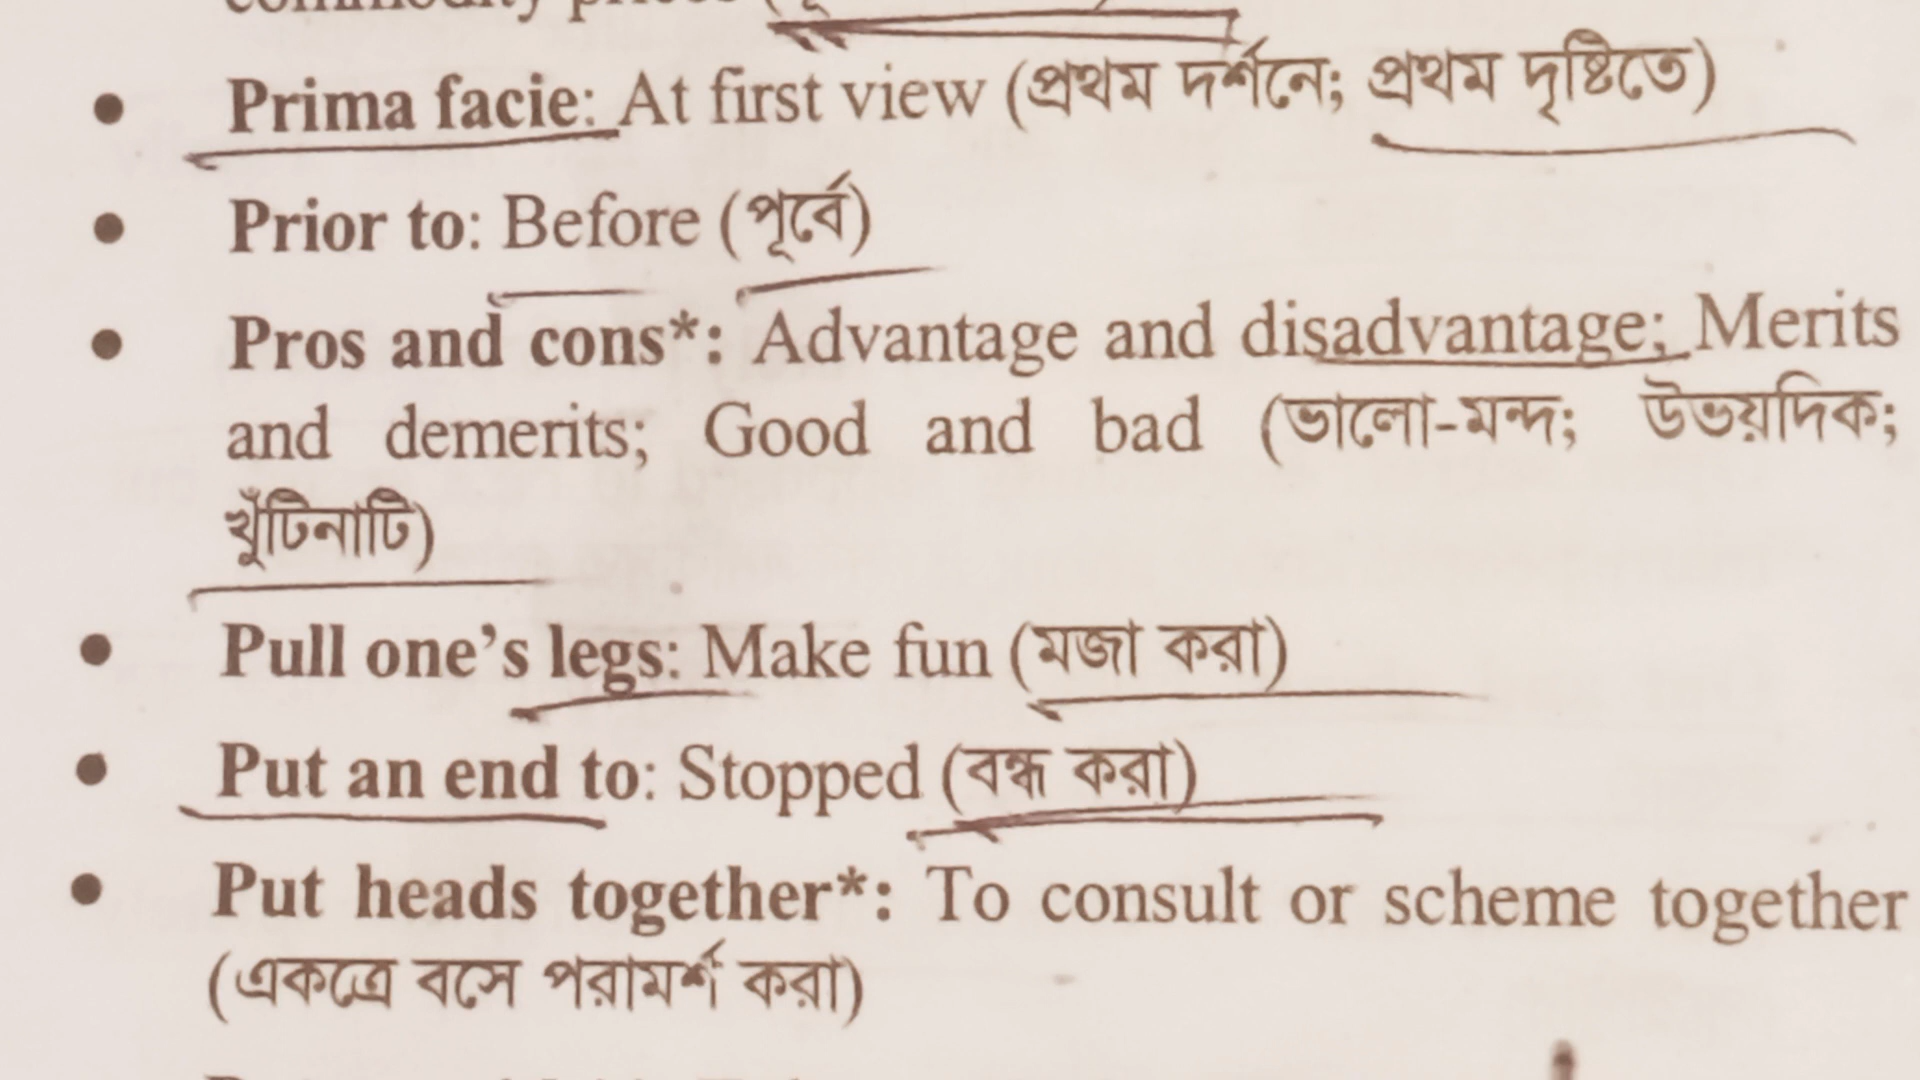 commodity prices
• Prima facie: At first view (প্রথম দর্শনে; প্রথম দৃষ্টিতে)
• Prior to: Before (পূর্বে)
• Pros and cons*: Advantage and disadvantage; Merits
and demerits; Good and bad (ভালো-মন্দ; উভয়দিক;
খুঁটিনাটি)
• Pull one’s legs: Make fun (মজা করা)
• Put an end to: Stopped (বন্ধ করা)
• Put heads together*: To consult or scheme together
(একত্রে বসে পরামর্শ করা)